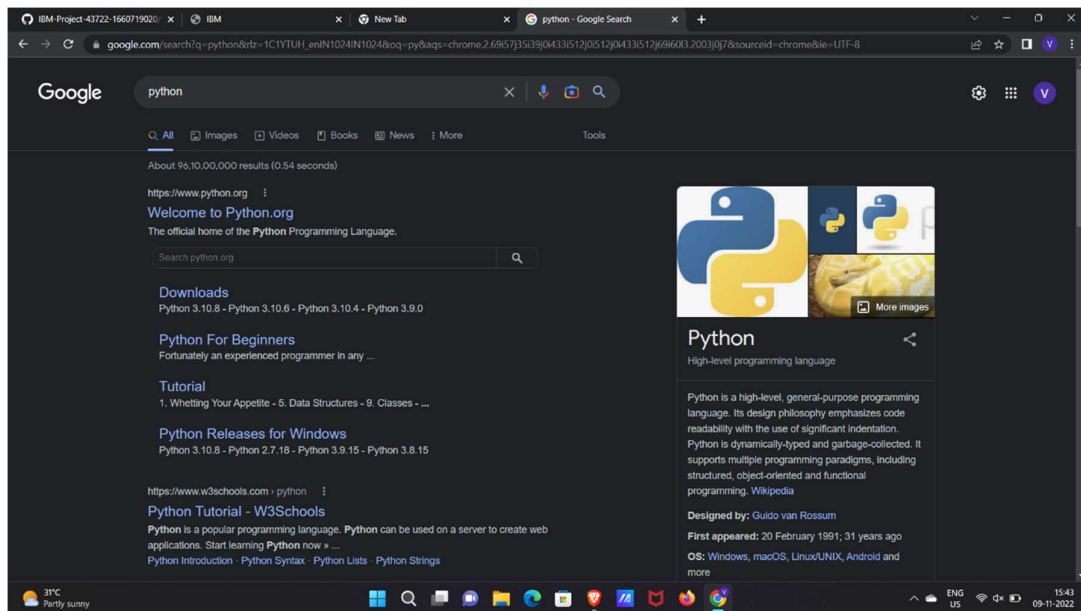 IBM-Project-43722-1660719020/
IBM
New Tab
python - Google Search
google.com/search?q=python&rlz=1C1YTUH_enIN1024IN1024&oq=py&aqs=chrome.2.69i57j35i39j0i433i512j0i512j0i433i512j69i60l3.2003j0j7&sourceid=chrome&ie=UTF-8
V
Google
python
V
All Images Videos Books News More Tools
About 96,10,00,000 results (0.54 seconds)
https://www.python.org
Welcome to Python.org
The official home of the Python Programming Language.
Search python.org
Downloads
Python 3.10.8 - Python 3.10.6 - Python 3.10.4 - Python 3.9.0
Python For Beginners
Fortunately an experienced programmer in any ...
Tutorial
1. Whetting Your Appetite - 5. Data Structures - 9. Classes - ...
Python Releases for Windows
Python 3.10.8 - Python 2.7.18 - Python 3.9.15 - Python 3.8.15
https://www.w3schools.com › python
Python Tutorial - W3Schools
Python is a popular programming language. Python can be used on a server to create web
applications. Start learning Python now » ...
Python Introduction · Python Syntax · Python Lists · Python Strings
More images
Python
High-level programming language
Python is a high-level, general-purpose programming
language. Its design philosophy emphasizes code
readability with the use of significant indentation.
Python is dynamically-typed and garbage-collected. It
supports multiple programming paradigms, including
structured, object-oriented and functional
programming. Wikipedia
Designed by: Guido van Rossum
First appeared: 20 February 1991; 31 years ago
OS: Windows, macOS, Linux/UNIX, Android and
more
31°C
Partly sunny
ENG
US
15:43
09-11-2022